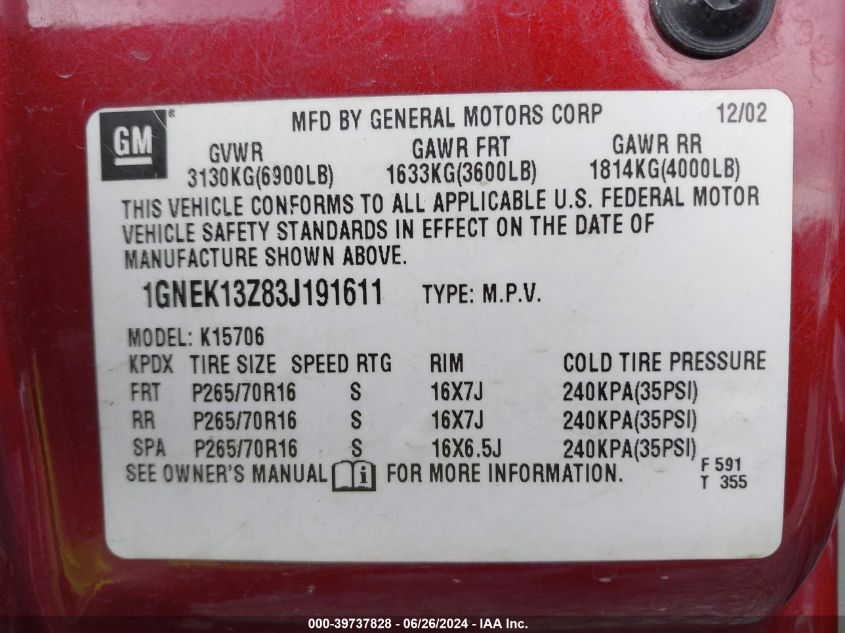 GM ®
MFD BY GENERAL MOTORS CORP 12/02
GVWR GAWR FRT GAWR RR
3130KG(6900LB) 1633KG(3600LB) 1814KG(4000LB)
THIS VEHICLE CONFORMS TO ALL APPLICABLE U.S. FEDERAL MOTOR
VEHICLE SAFETY STANDARDS IN EFFECT ON THE DATE OF
MANUFACTURE SHOWN ABOVE.
1GNEK13Z83J191611 TYPE: M.P.V.
MODEL: K15706
KPDX TIRE SIZE SPEED RTG RIM COLD TIRE PRESSURE
FRT P265/70R16 S 16X7J 240KPA(35PSI)
RR P265/70R16 S 16X7J 240KPA(35PSI)
SPA P265/70R16 S 16X6.5J 240KPA(35PSI)
SEE OWNER'S MANUAL i FOR MORE INFORMATION.
F 591
T 355
000-39737828 - 06/26/2024 - IAA Inc.